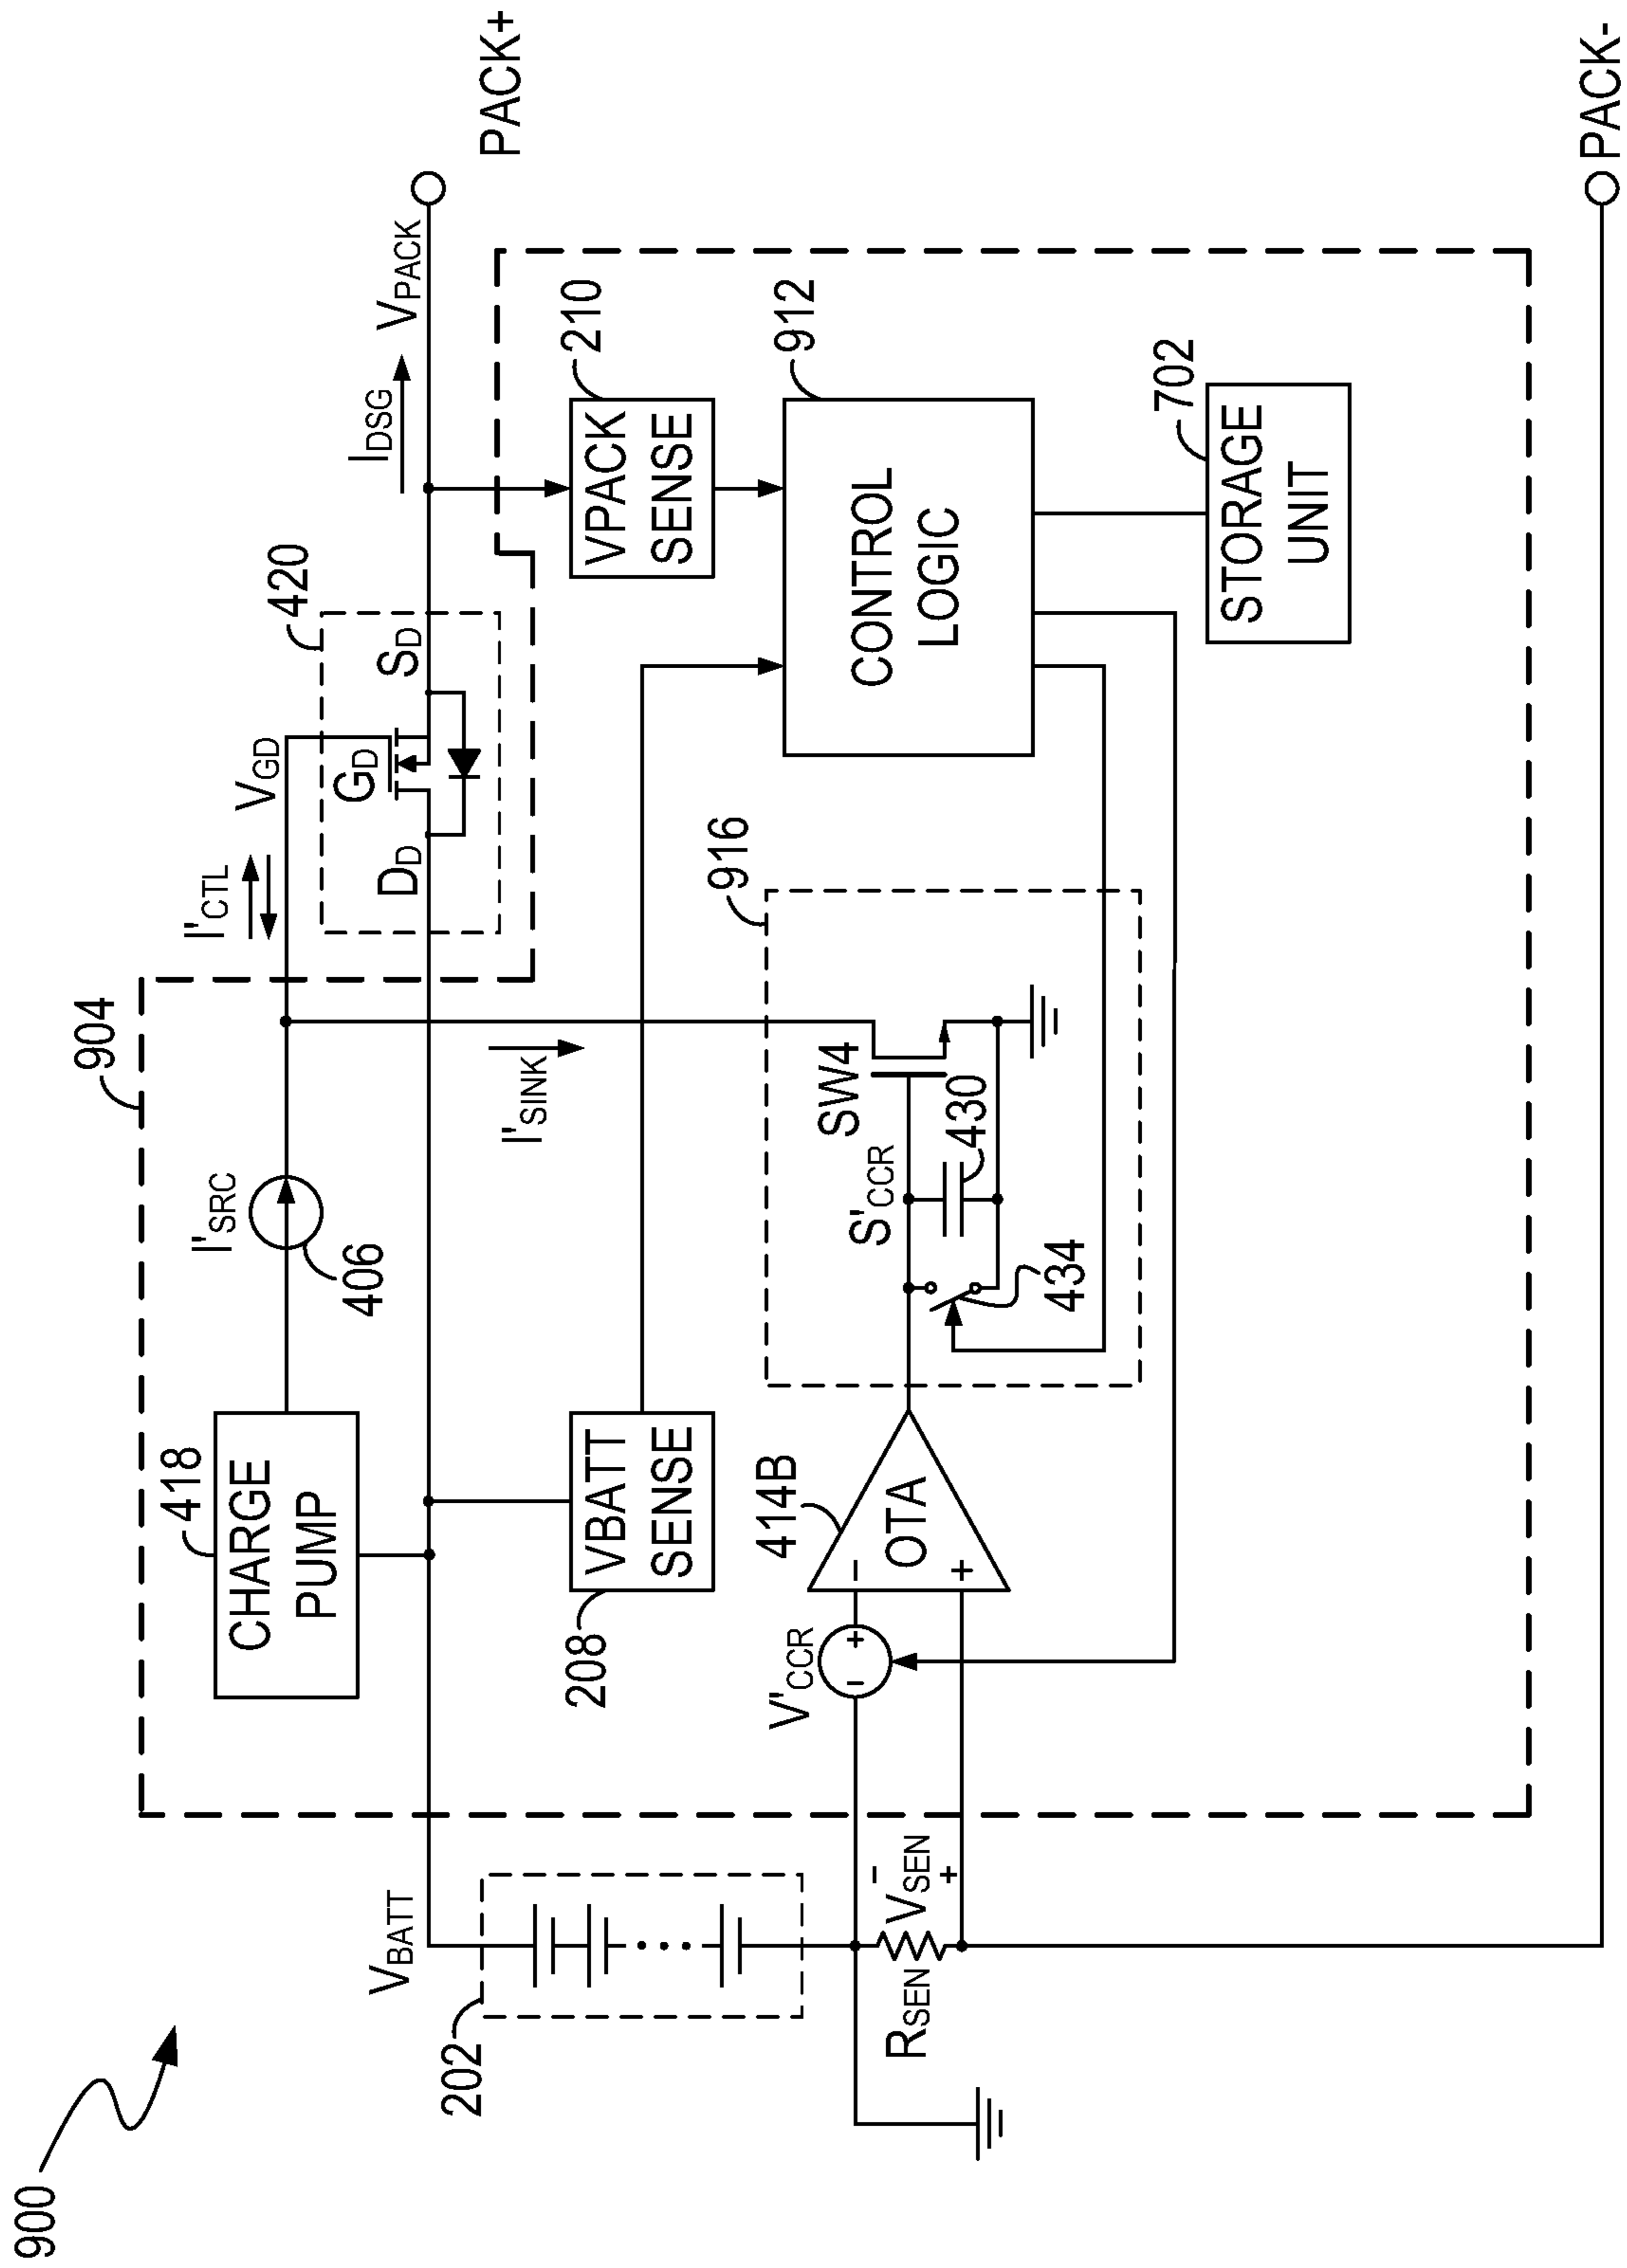 900
904
418
CHARGE
PUMP
I'SRC
406
I'CTL
VGD
420
GD
DD
SD
IDSG
VPACK
PACK+
VBATT
202
208
VBATT
SENSE
I'SINK
210
VPACK
SENSE
916
SW4
S'CCR
430
434
912
CONTROL
LOGIC
702
STORAGE
UNIT
V'CCR
- +
414B
OTA
-
+
RSEN
-
VSEN
+
PACK-